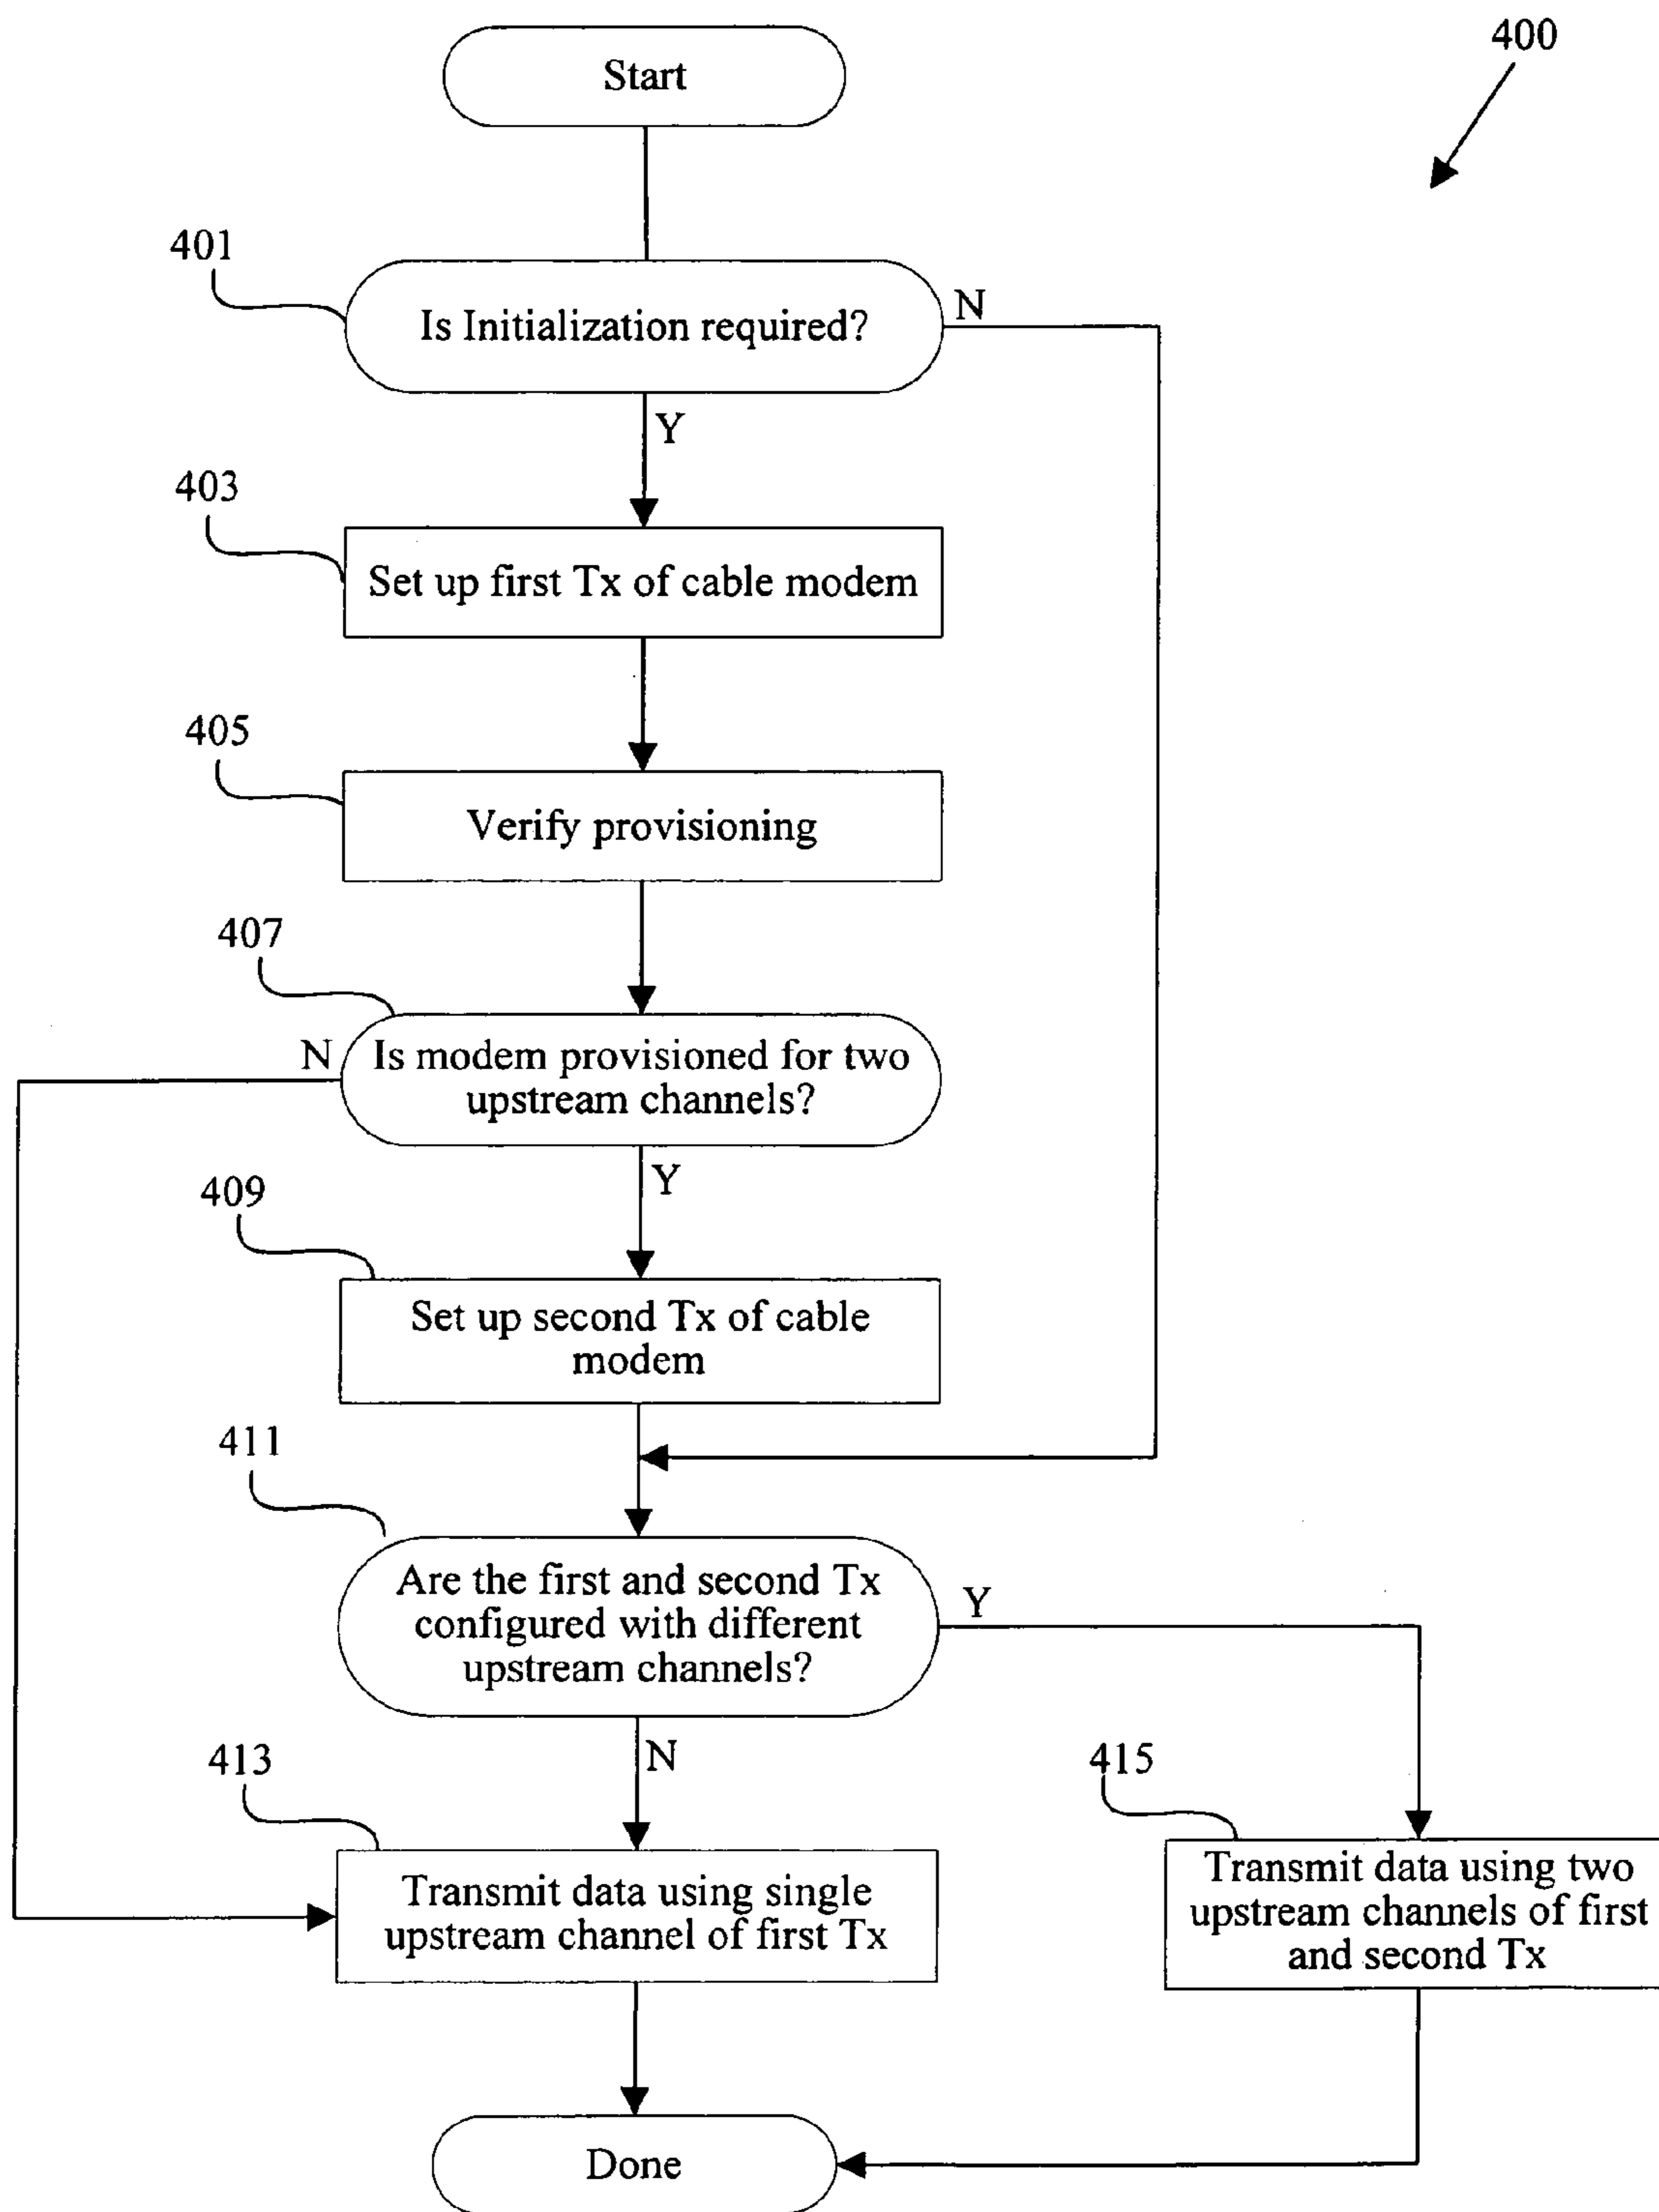 400
Start
401
Is Initialization required?
N
Y
403
Set up first Tx of cable modem
405
Verify provisioning
407
N
Is modem provisioned for two
upstream channels?
Y
409
Set up second Tx of cable
modem
411
Are the first and second Tx
configured with different
upstream channels?
Y
N
413
Transmit data using single
upstream channel of first Tx
415
Transmit data using two
upstream channels of first
and second Tx
Done